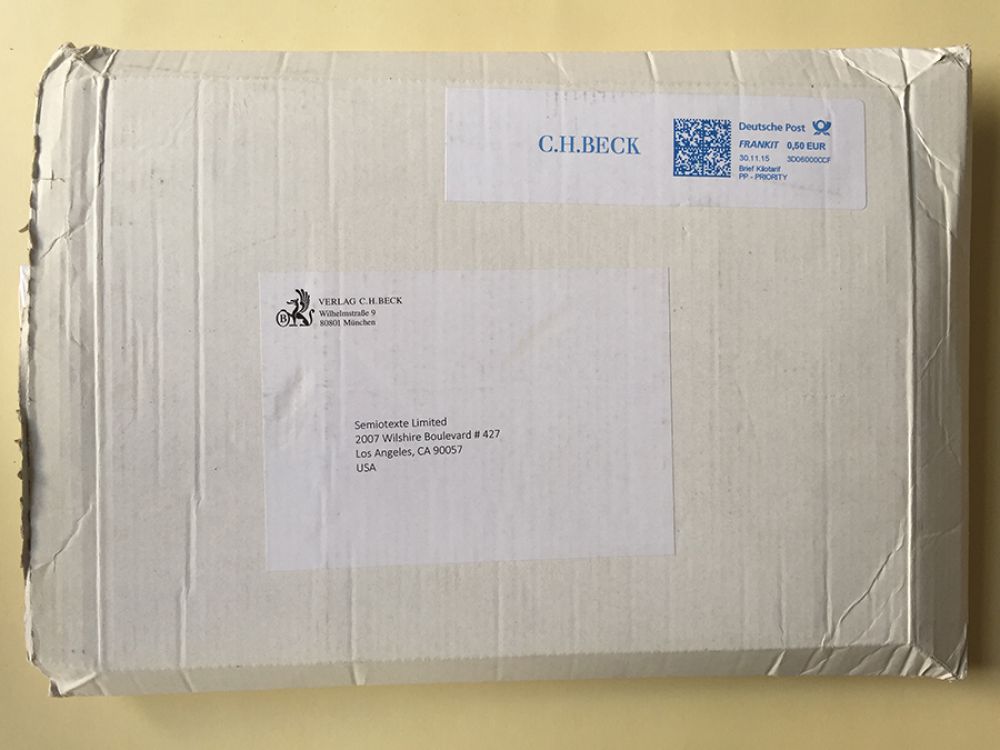 C.H.BECK
Deutsche Post
FRANKIT 0,50 EUR
30.11.15 3D06000CCF
Brief Kilotarif
PP - PRIORITY
B
VERLAG C.H.BECK
Wilhelmstraße 9
80801 München
Semiotexte Limited
2007 Wilshire Boulevard # 427
Los Angeles, CA 90057
USA